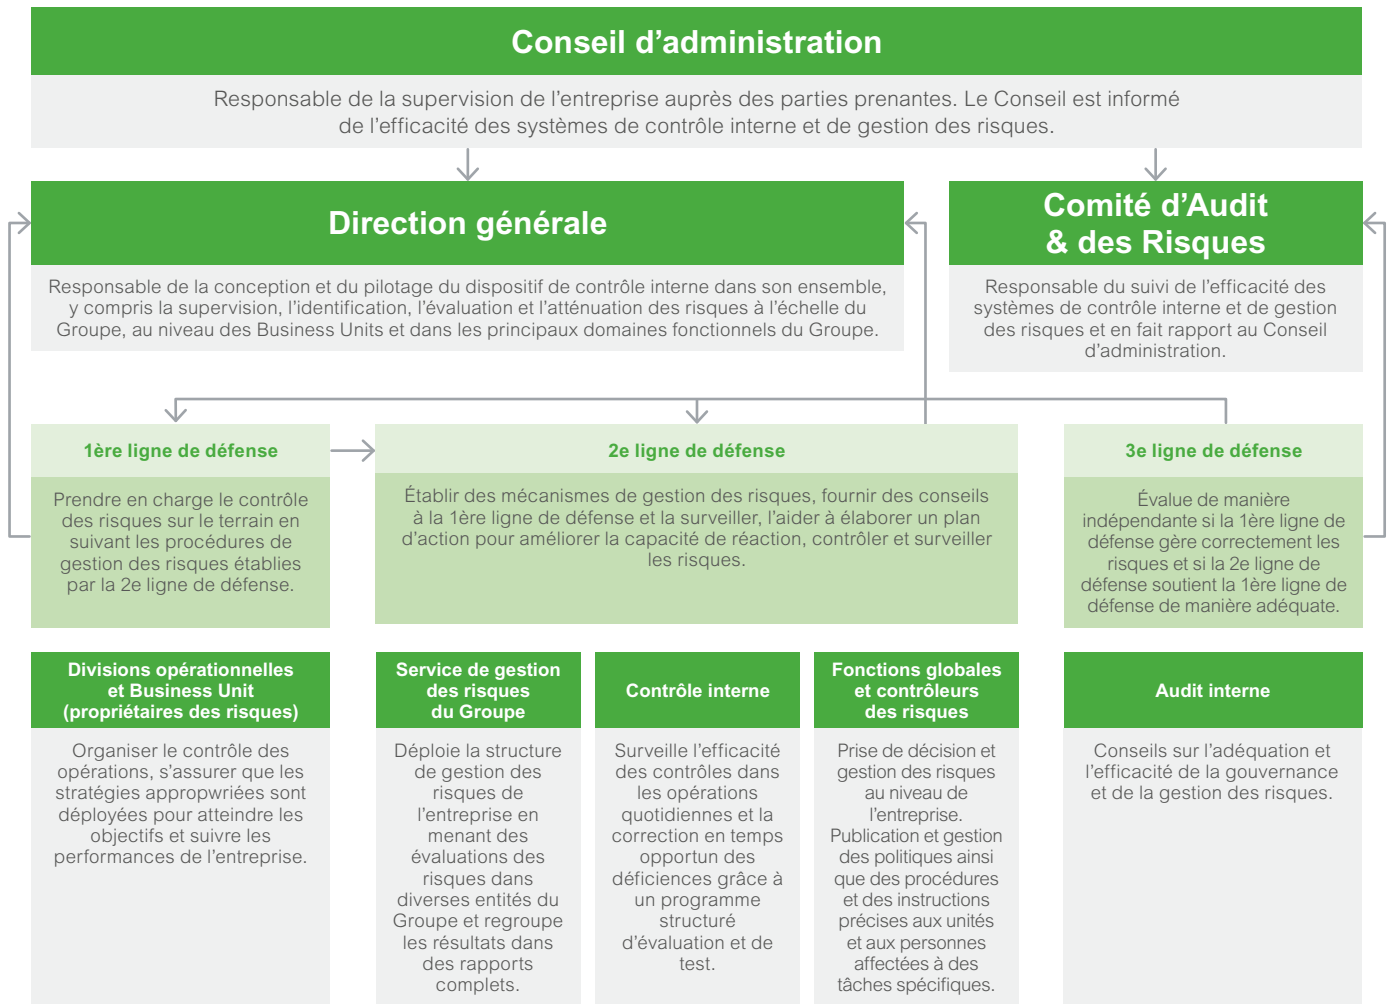 Conseil d’administration
Responsable de la supervision de l’entreprise auprès des parties prenantes. Le Conseil est informé
de l’efficacité des systèmes de contrôle interne et de gestion des risques.
Direction générale
Responsable de la conception et du pilotage du dispositif de contrôle interne dans son ensemble,
y compris la supervision, l’identification, l’évaluation et l’atténuation des risques à l’échelle du
Groupe, au niveau des Business Units et dans les principaux domaines fonctionnels du Groupe.
Comité d’Audit
& des Risques
Responsable du suivi de l’efficacité des
systèmes de contrôle interne et de gestion
des risques et en fait rapport au Conseil
d’administration.
1ère ligne de défense
Prendre en charge le contrôle
des risques sur le terrain en
suivant les procédures de
gestion des risques établies
par la 2e ligne de défense.
2e ligne de défense
Établir des mécanismes de gestion des risques, fournir des conseils
à la 1ère ligne de défense et la surveiller, l’aider à élaborer un plan
d’action pour améliorer la capacité de réaction, contrôler et surveiller
les risques.
3e ligne de défense
Évalue de manière
indépendante si la 1ère ligne de
défense gère correctement les
risques et si la 2e ligne de
défense soutient la 1ère ligne de
défense de manière adéquate.
Divisions opérationnelles
et Business Unit
(propriétaires des risques)
Organiser le contrôle des
opérations, s’assurer que les
stratégies appropwriées sont
déployées pour atteindre les
objectifs et suivre les
performances de l’entreprise.
Service de gestion
des risques
du Groupe
Déploie la structure
de gestion des
risques de
l’entreprise en
menant des
évaluations des
risques dans
diverses entités du
Groupe et regroupe
les résultats dans
des rapports
complets.
Contrôle interne
Surveille l’efficacité
des contrôles dans
les opérations
quotidiennes et la
correction en temps
opportun des
déficiences grâce à
un programme
structuré
d’évaluation et de
test.
Fonctions globales
et contrôleurs
des risques
Prise de décision et
gestion des risques
au niveau de
l’entreprise.
Publication et gestion
des politiques ainsi
que des procédures
et des instructions
précises aux unités
et aux personnes
affectées à des
tâches spécifiques.
Audit interne
Conseils sur l’adéquation et
l’efficacité de la gouvernance
et de la gestion des risques.